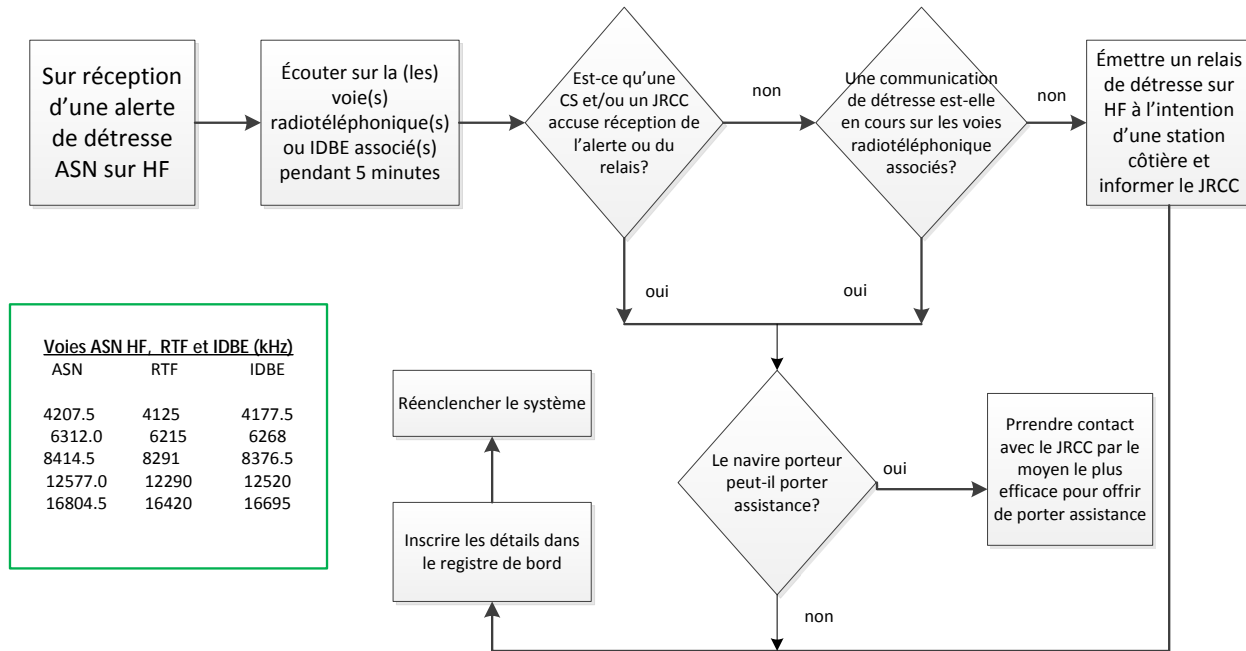 Sur réception
d'une alerte
de détresse
ASN sur HF
Écouter sur la (les)
voie(s)
radiotéléphonique(s)
ou IDBE associé(s)
pendant 5 minutes
Est-ce qu'une
CS et/ou un JRCC
accuse réception de
l'alerte ou du
relais?
non
Une communication
de détresse est-elle
en cours sur les voies
radiotéléphonique
associés?
non
Émettre un relais
de détresse sur
HF à l'intention
d'une station
côtière et
informer le JRCC
oui
oui
Voies ASN HF, RTF et IDBE (kHz)
ASN RTF IDBE
4207.5 4125 4177.5
6312.0 6215 6268
8414.5 8291 8376.5
12577.0 12290 12520
16804.5 16420 16695
Réenclencher le système
Inscrire les détails dans
le registre de bord
Le navire porteur
peut-il porter
assistance?
oui
Prrendre contact
avec le JRCC par le
moyen le plus
efficace pour offrir
de porter assistance
non